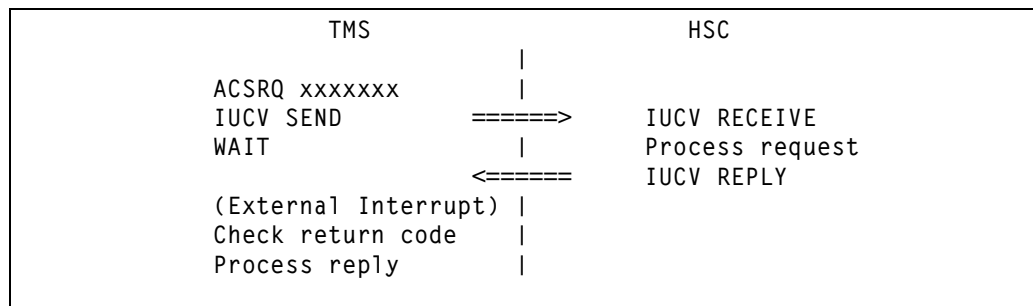 TMS HSC
|
ACSRQ xxxxxxx |
IUCV SEND ======> IUCV RECEIVE
WAIT | Process request
<====== IUCV REPLY
(External Interrupt) |
Check return code |
Process reply |